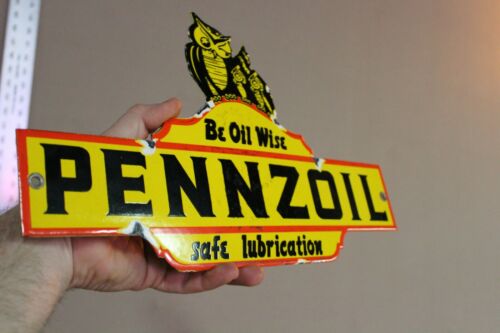 Be Oil Wise
PENNZOIL
safe lubrication